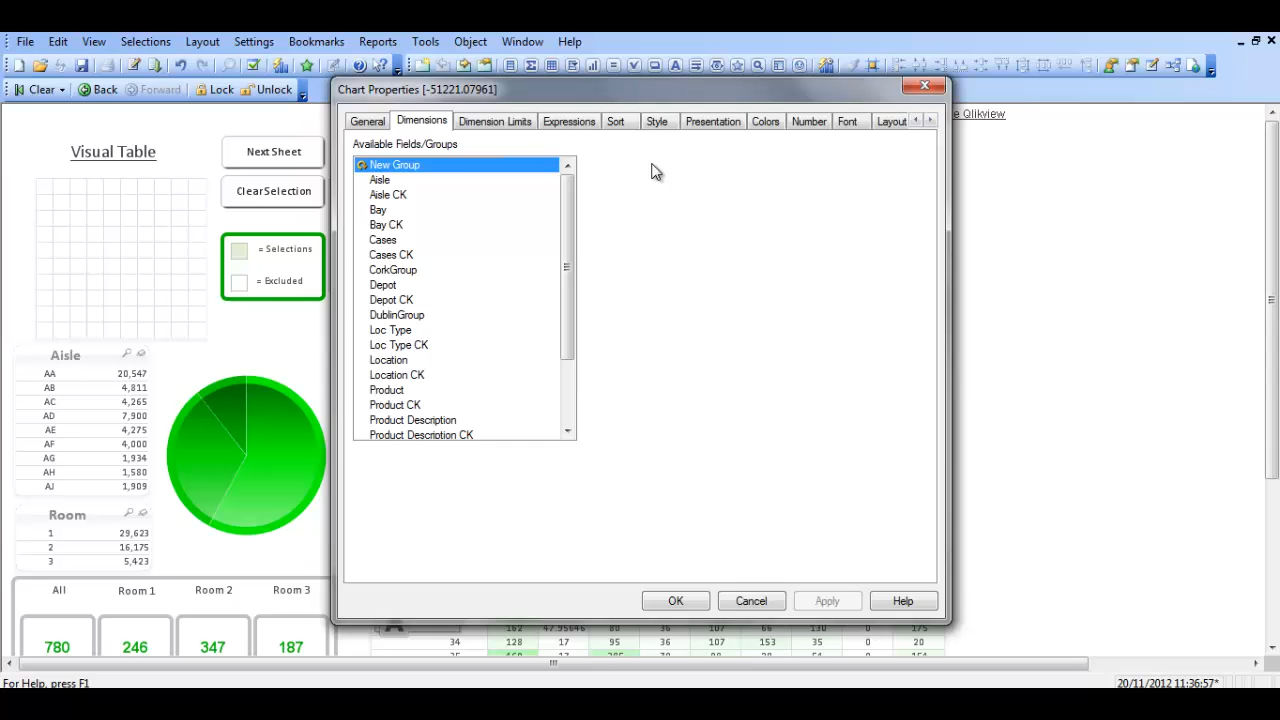 File Edit View Selections Layout Settings Bookmarks Reports Tools Object Window Help
Clear Back Forward Lock Unlock
Chart Properties [-51221.07961]
General Dimensions Dimension Limits Expressions Sort Style Presentation Colors Number Font Layout
e Qlikview
Available Fields/Groups
New Group
Aisle
Aisle CK
Bay
Bay CK
Cases
Cases CK
CorkGroup
Depot
Depot CK
DublinGroup
Loc Type
Loc Type CK
Location
Location CK
Product
Product CK
Product Description
Product Description CK
OK Cancel Apply Help
Visual Table
Next Sheet
Clear Selection
= Selections
= Excluded
Aisle
AA 20,547
AB 4,811
AC 4,265
AD 7,900
AE 4,275
AF 4,000
AG 1,934
AH 1,580
AJ 1,909
Room
1 29,623
2 16,175
3 5,423
All Room 1 Room 2 Room 3
780 246 347 187
34 128 17 95 36 107 153 35 0 20
For Help, press F1
20/11/2012 11:36:57*